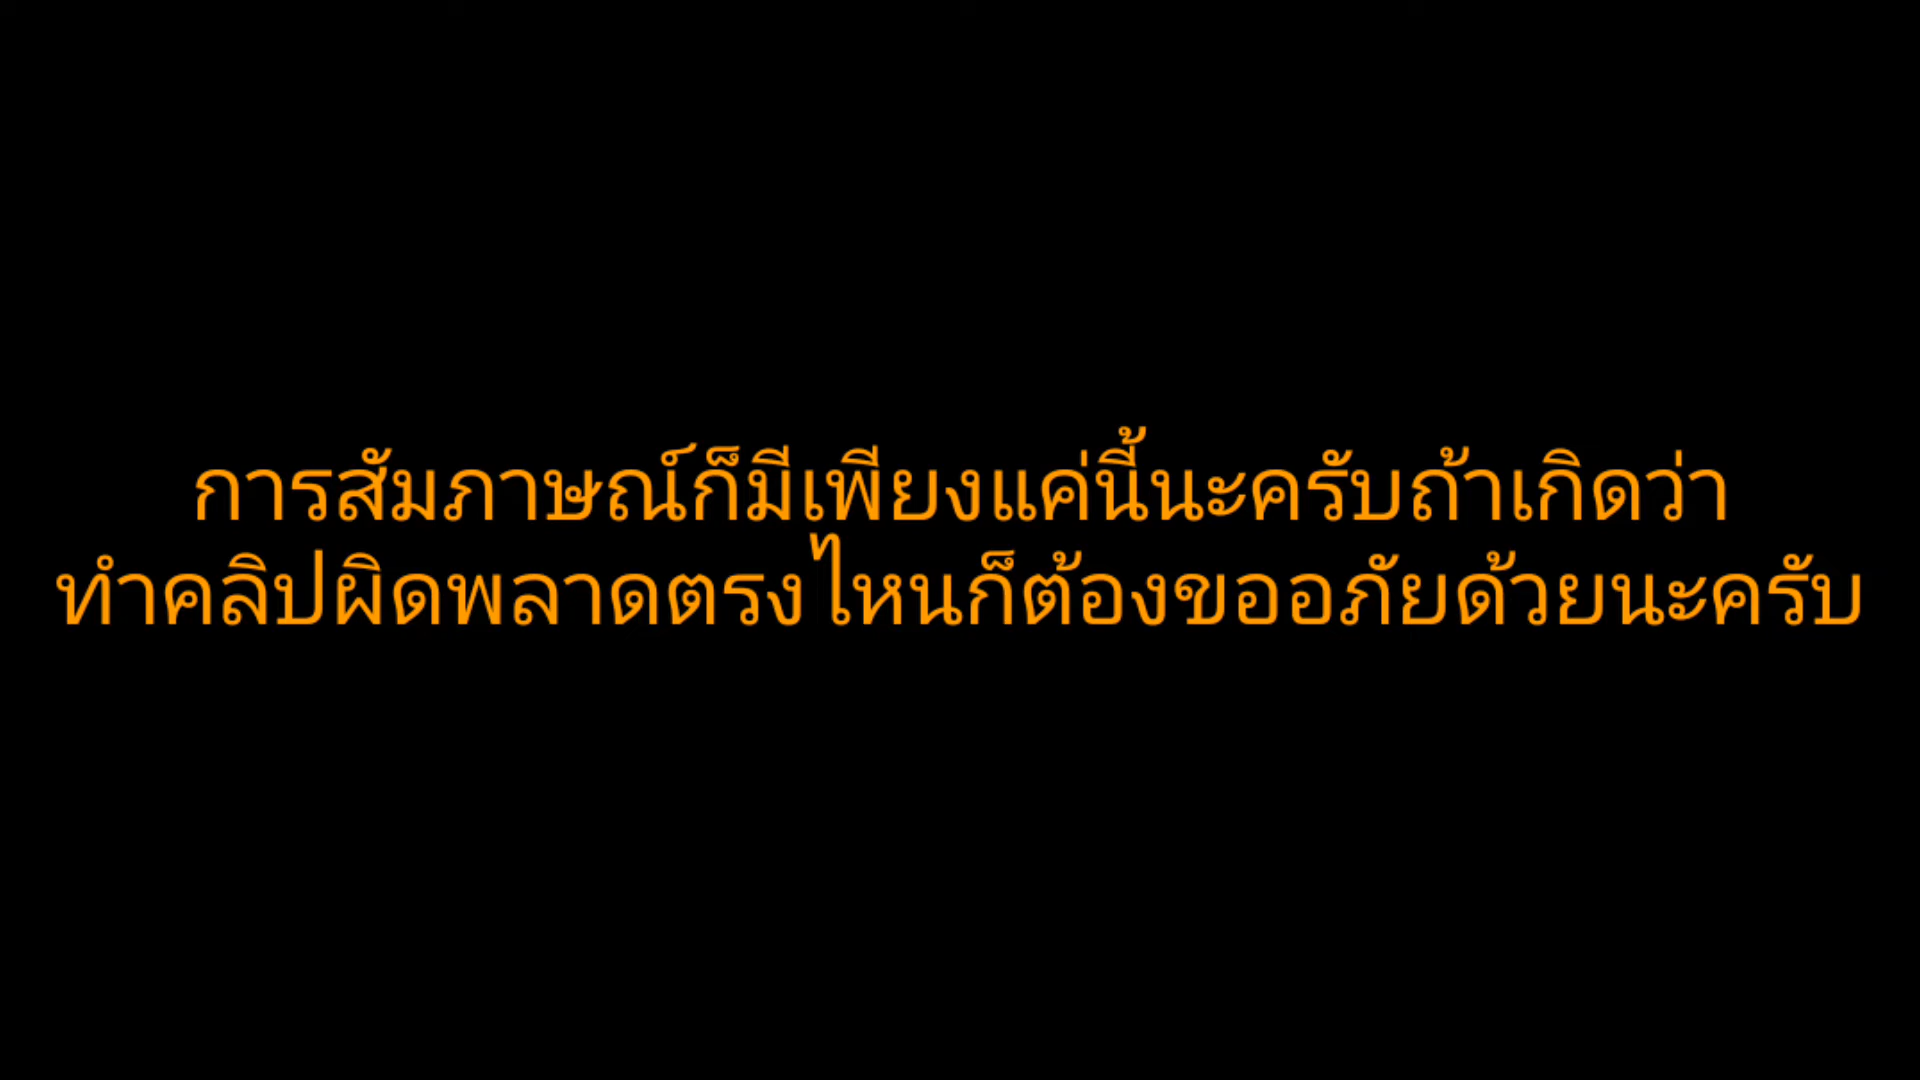 การสัมภาษณ์ก็มีเพียงแค่นี้นะครับถ้าเกิดว่า
ทำคลิปผิดพลาดตรงไหนก็ต้องขออภัยด้วยนะครับ